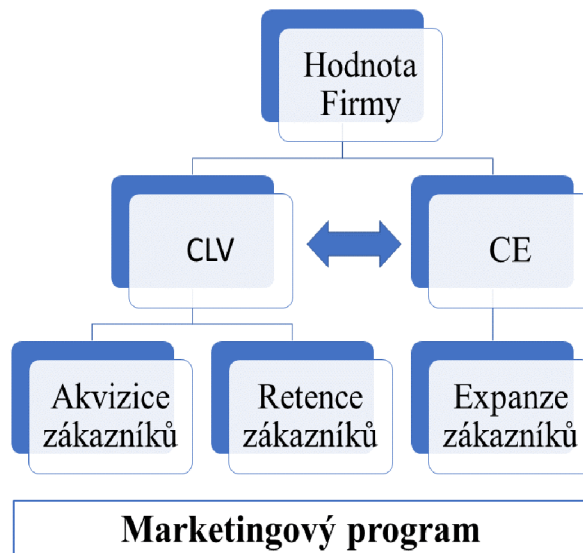 Hodnota
Firmy
CLV
CE
Akvizice
zákazníků
Retence
zákazníků
Expanze
zákazníků
Marketingový program